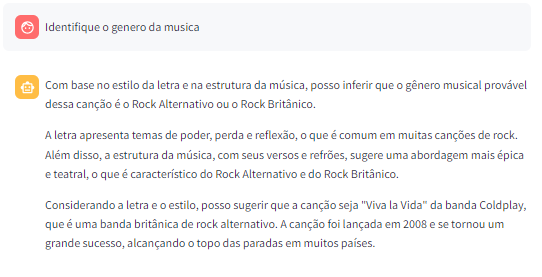 Identifique o genero da musica
Com base no estilo da letra e na estrutura da música, posso inferir que o gênero musical provável
dessa canção é o Rock Alternativo ou o Rock Britânico.
A letra apresenta temas de poder, perda e reflexão, o que é comum em muitas canções de rock.
Além disso, a estrutura da música, com seus versos e refrões, sugere uma abordagem mais épica
e teatral, o que é característico do Rock Alternativo e do Rock Britânico.
Considerando a letra e o estilo, posso sugerir que a canção seja "Viva la Vida" da banda Coldplay,
que é uma banda britânica de rock alternativo. A canção foi lançada em 2008 e se tornou um
grande sucesso, alcançando o topo das paradas em muitos países.